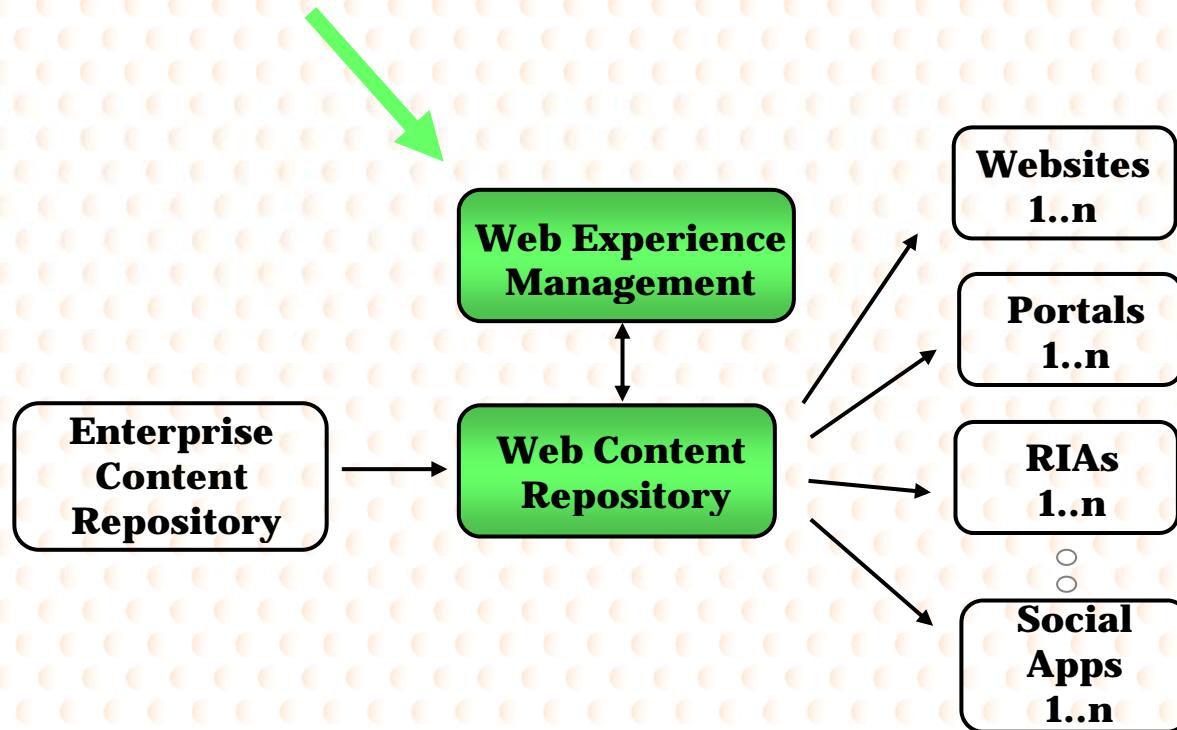 Websites
1..n
Web Experience
Management
Portals
1..n
Enterprise
Content
Repository
Web Content
Repository
RIAs
1..n
Social
Apps
1..n